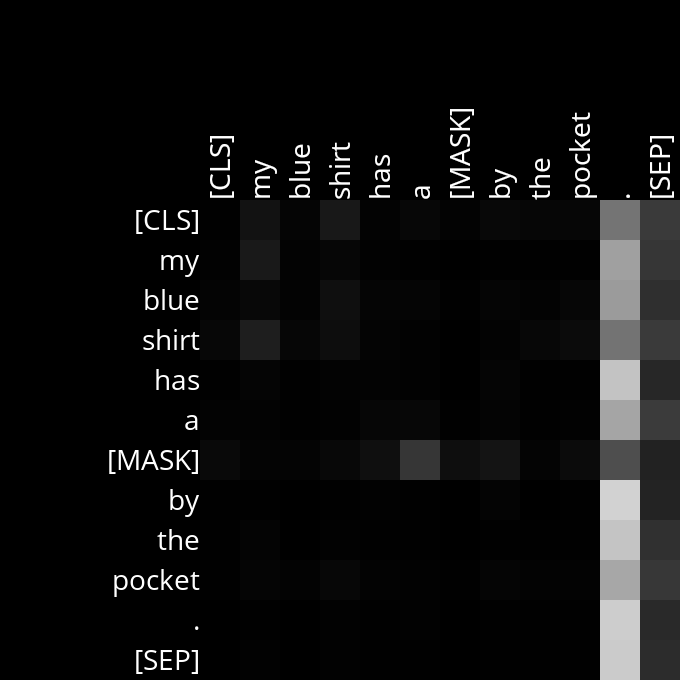 [CLS] my blue shirt has a [MASK] by the pocket . [SEP]
[CLS]
my
blue
shirt
has
a
[MASK]
by
the
pocket
.
[SEP]